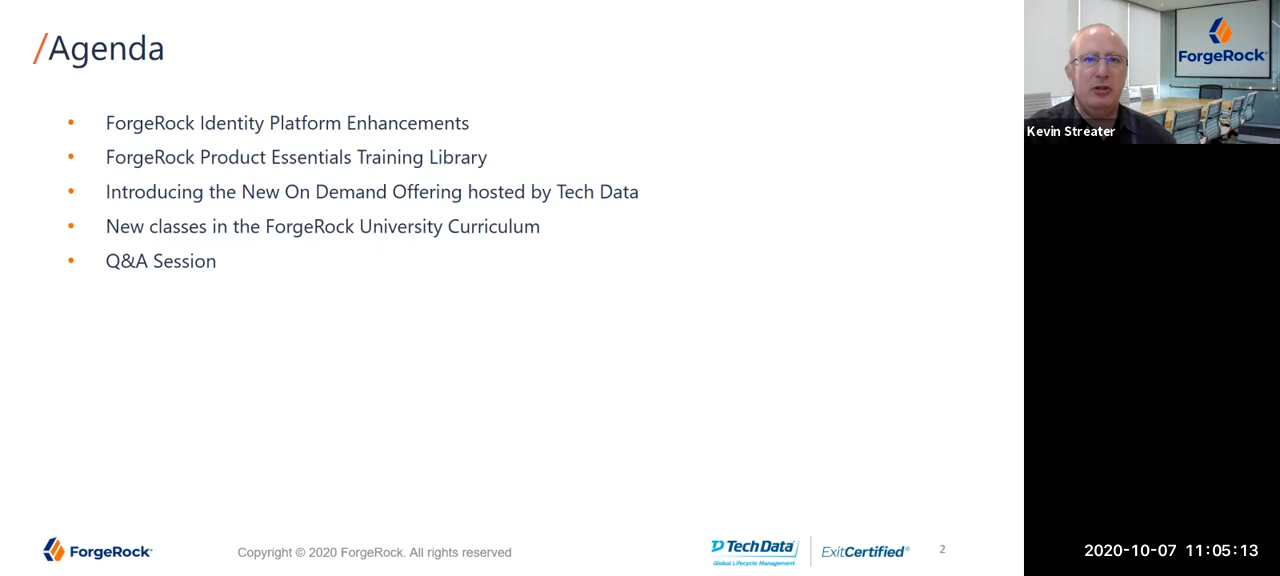 /Agenda
• ForgeRock Identity Platform Enhancements
• ForgeRock Product Essentials Training Library
• Introducing the New On Demand Offering hosted by Tech Data
• New classes in the ForgeRock University Curriculum
• Q&A Session
ForgeRock
Kevin Streater
ForgeRock
Copyright © 2020 ForgeRock. All rights reserved
Tech Data
Global Lifecycle Management
ExitCertified®
2
2020-10-07 11:05:13